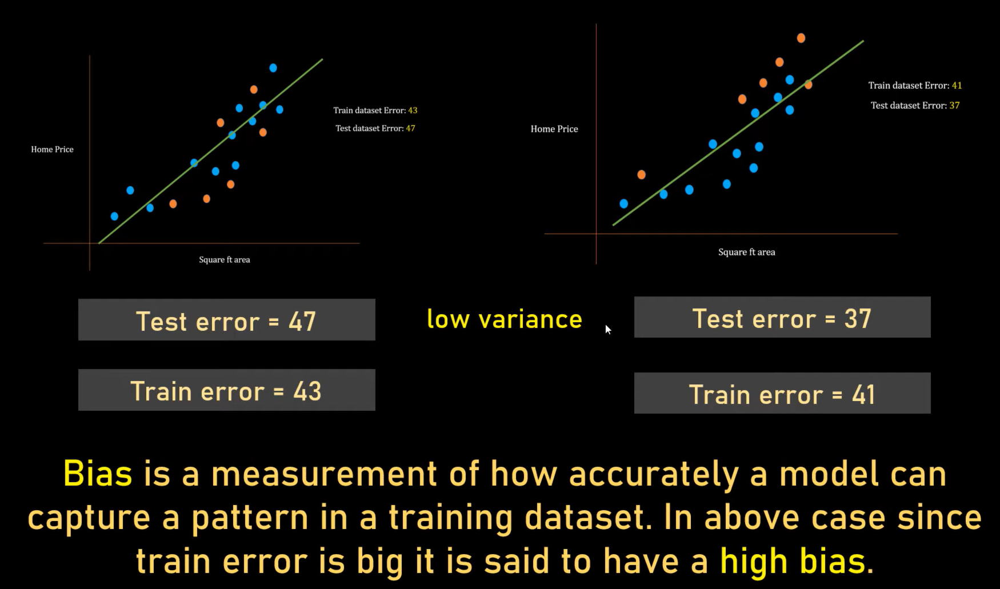 Home Price
Train dataset Error: 43
Test dataset Error: 47
Square ft area
Home Price
Train dataset Error: 41
Test dataset Error: 37
Square ft area
Test error = 47
low variance
Test error = 37
Train error = 43
Train error = 41
Bias is a measurement of how accurately a model can
capture a pattern in a training dataset. In above case since
train error is big it is said to have a high bias.